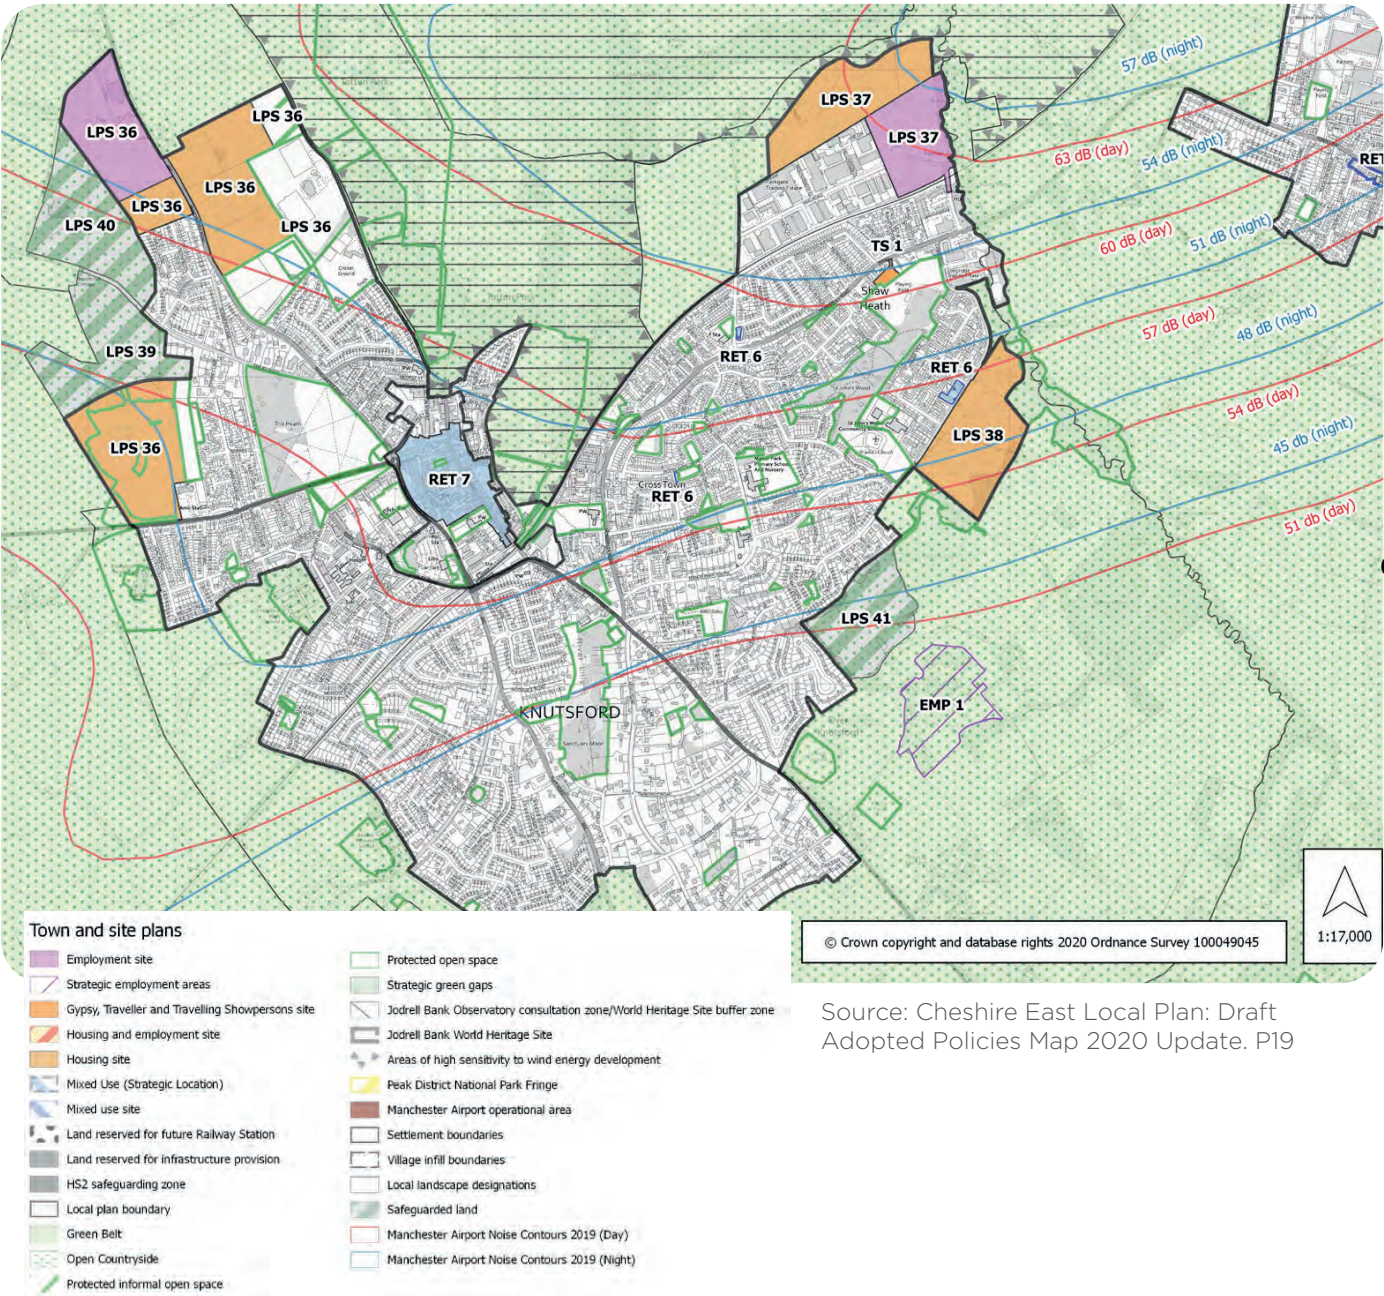 57 dB (night)
LPS 37
LPS 36
LPS 36
LPS 37
63 dB (day)
54 dB (night)
RET
LPS 36
LPS 36
LPS 36
LPS 40
60 dB (day)
51 dB (night)
TS 1
Shaw
Heath
Cricket
Ground
57 dB (day)
48 dB (night)
LPS 39
RET 6
RET 6
54 dB (day)
LPS 36
LPS 38
45 db (night)
RET 7
Cross Town
RET 6
51 db (day)
LPS 41
EMP 1
KNUTSFORD
Sanctuary Moor
1:17,000
© Crown copyright and database rights 2020 Ordnance Survey 100049045
Town and site plans
Employment site
Strategic employment areas
Gypsy, Traveller and Travelling Showpersons site
Housing and employment site
Housing site
Mixed Use (Strategic Location)
Mixed use site
Land reserved for future Railway Station
Land reserved for infrastructure provision
HS2 safeguarding zone
Local plan boundary
Green Belt
Open Countryside
Protected informal open space
Protected open space
Strategic green gaps
Jodrell Bank Observatory consultation zone/World Heritage Site buffer zone
Jodrell Bank World Heritage Site
Areas of high sensitivity to wind energy development
Peak District National Park Fringe
Manchester Airport operational area
Settlement boundaries
Village infill boundaries
Local landscape designations
Safeguarded land
Manchester Airport Noise Contours 2019 (Day)
Manchester Airport Noise Contours 2019 (Night)
Source: Cheshire East Local Plan: Draft
Adopted Policies Map 2020 Update. P19